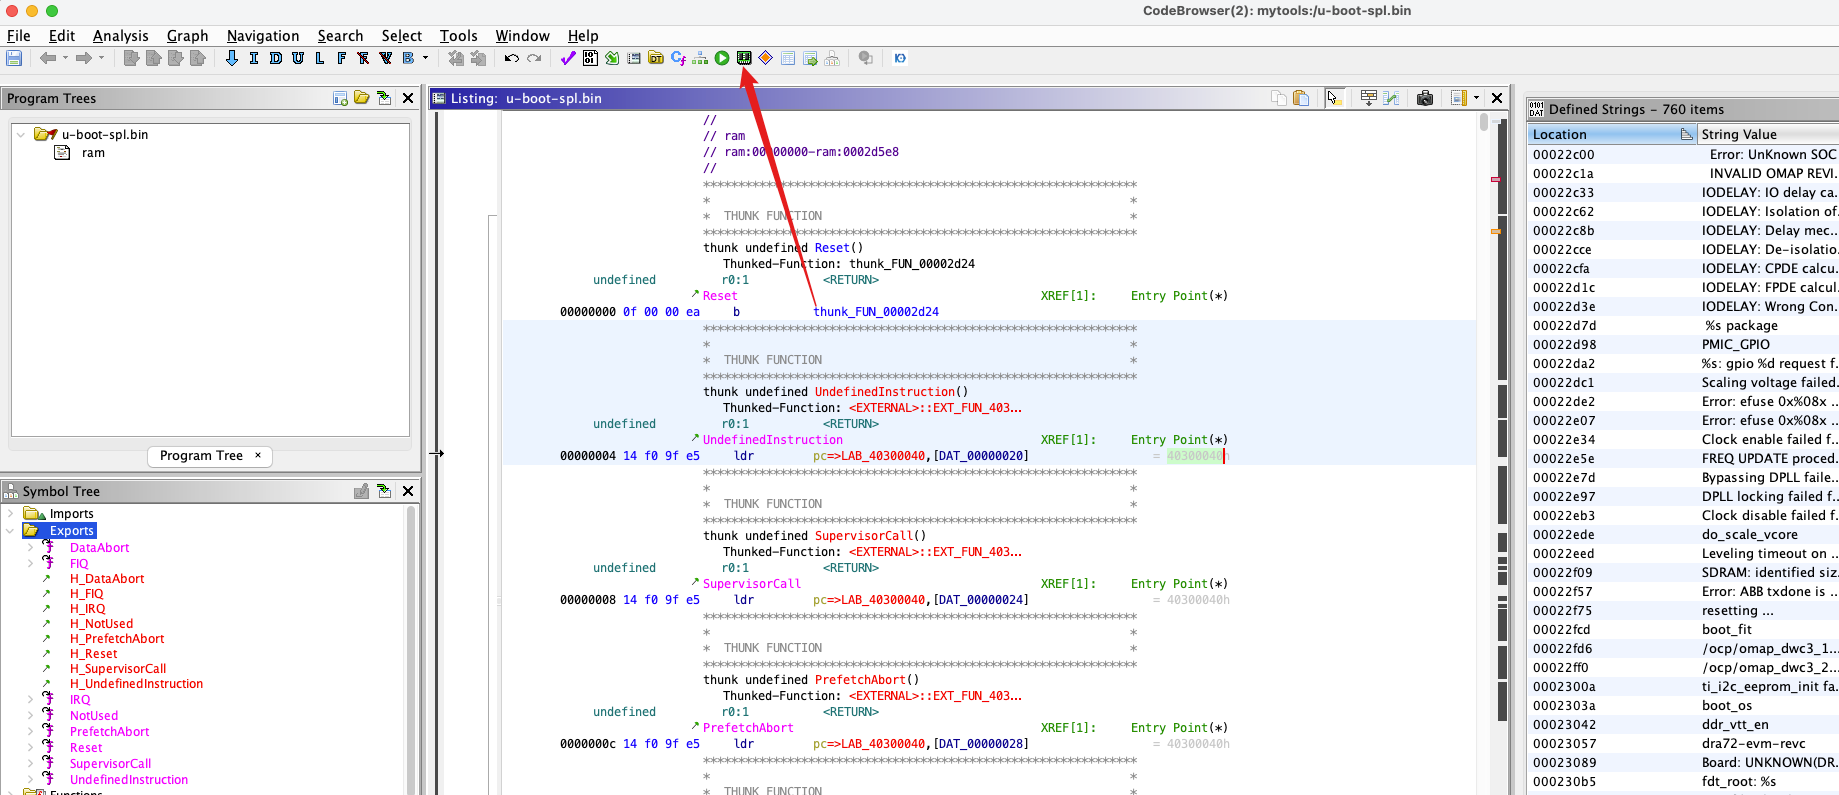 CodeBrowser(2): mytools:/u-boot-spl.bin
File Edit Analysis Graph Navigation Search Select Tools Window Help
I D U L F B
Program Trees
u-boot-spl.bin
ram
Program Tree ×
Symbol Tree
Imports
Exports
DataAbort
FIQ
H_DataAbort
H_FIQ
H_IRQ
H_NotUsed
H_PrefetchAbort
H_Reset
H_SupervisorCall
H_UndefinedInstruction
IRQ
NotUsed
PrefetchAbort
Reset
SupervisorCall
UndefinedInstruction
Functions
Listing: u-boot-spl.bin
//
// ram
// ram:00000000-ram:0002d5e8
//
* THUNK FUNCTION *
thunk undefined Reset()
Thunked-Function: thunk_FUN_00002d24
undefined r0:1 <RETURN>
Reset XREF[1]: Entry Point(*)
00000000 0f 00 00 ea b thunk_FUN_00002d24
* THUNK FUNCTION *
thunk undefined UndefinedInstruction()
Thunked-Function: <EXTERNAL>::EXT_FUN_403...
undefined r0:1 <RETURN>
UndefinedInstruction XREF[1]: Entry Point(*)
00000004 14 f0 9f e5 ldr pc=>LAB_40300040,[DAT_00000020] = 40300040h
* THUNK FUNCTION *
thunk undefined SupervisorCall()
Thunked-Function: <EXTERNAL>::EXT_FUN_403...
undefined r0:1 <RETURN>
SupervisorCall XREF[1]: Entry Point(*)
00000008 14 f0 9f e5 ldr pc=>LAB_40300040,[DAT_00000024] = 40300040h
* THUNK FUNCTION *
thunk undefined PrefetchAbort()
Thunked-Function: <EXTERNAL>::EXT_FUN_403...
undefined r0:1 <RETURN>
PrefetchAbort XREF[1]: Entry Point(*)
0000000c 14 f0 9f e5 ldr pc=>LAB_40300040,[DAT_00000028] = 40300040h
* THUNK FUNCTION *
Defined Strings - 760 items
Location String Value
00022c00 Error: UnKnown SOC
00022c1a INVALID OMAP REVI...
00022c33 IODELAY: IO delay ca...
00022c62 IODELAY: Isolation of...
00022c8b IODELAY: Delay mec...
00022cce IODELAY: De-isolatio...
00022cfa IODELAY: CPDE calcu...
00022d1c IODELAY: FPDE calcul...
00022d3e IODELAY: Wrong Con...
00022d7d %s package
00022d98 PMIC_GPIO
00022da2 %s: gpio %d request f...
00022dc1 Scaling voltage failed...
00022de2 Error: efuse 0x%08x ...
00022e07 Error: efuse 0x%08x ...
00022e34 Clock enable failed f...
00022e5e FREQ UPDATE proced...
00022e7d Bypassing DPLL faile...
00022e97 DPLL locking failed f...
00022eb3 Clock disable failed f...
00022ede do_scale_vcore
00022eed Leveling timeout on ...
00022f09 SDRAM: identified siz...
00022f57 Error: ABB txdone is ...
00022f75 resetting ...
00022fcd boot_fit
00022fd6 /ocp/omap_dwc3_1...
00022ff0 /ocp/omap_dwc3_2...
0002300a ti_i2c_eeprom_init fa...
0002303a boot_os
00023042 ddr_vtt_en
00023057 dra72-evm-revc
00023089 Board: UNKNOWN(DR...
000230b5 fdt_root: %s